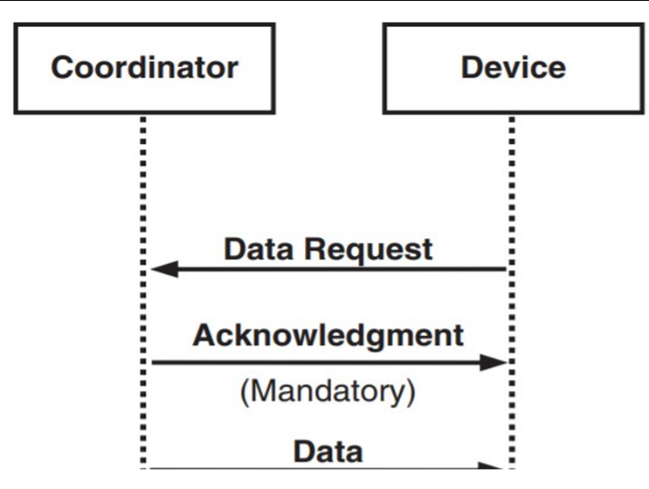 Coordinator
Device
Data Request
Acknowledgment
(Mandatory)
Data